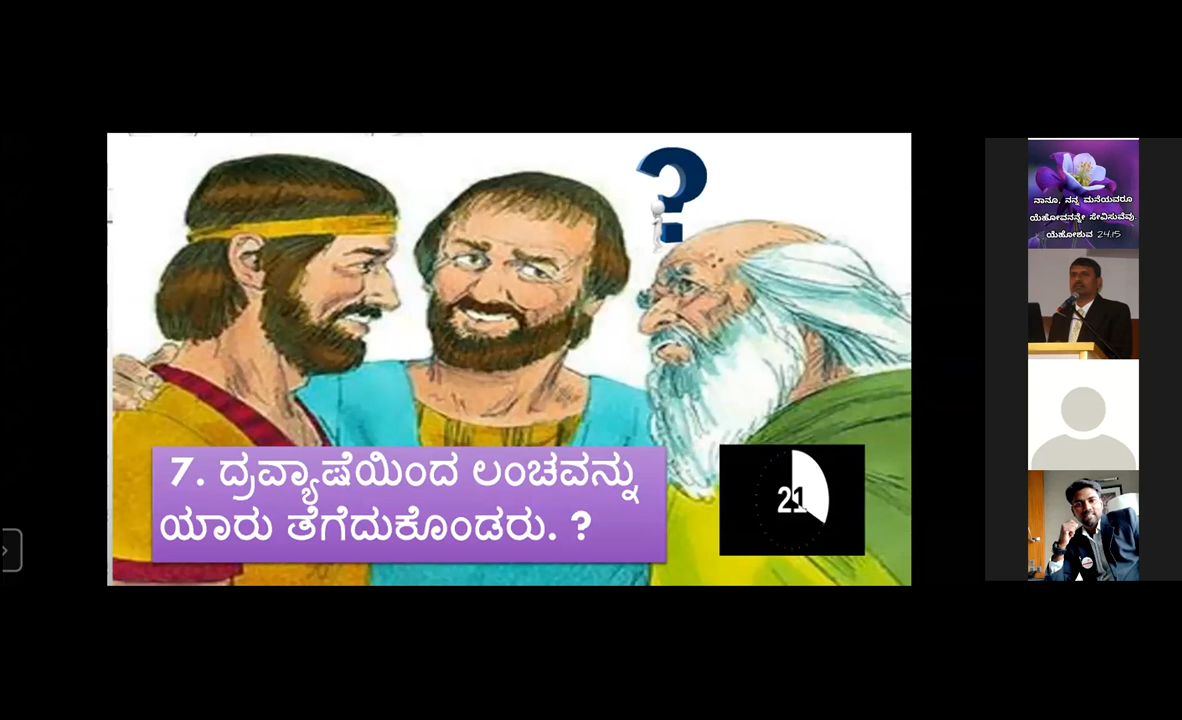 7. ದ್ರವ್ಯಾಷೆಯಿಂದ ಲಂಚವನ್ನು
ಯಾರು ತೆಗೆದುಕೊಂಡರು. ?
21
ನಾನೂ, ನನ್ನ ಮನೆಯವರೂ
ಯೆಹೋವನನ್ನೇ ಸೇವಿಸುವೆವು.
ಯೆಹೋಶುವ 24:15